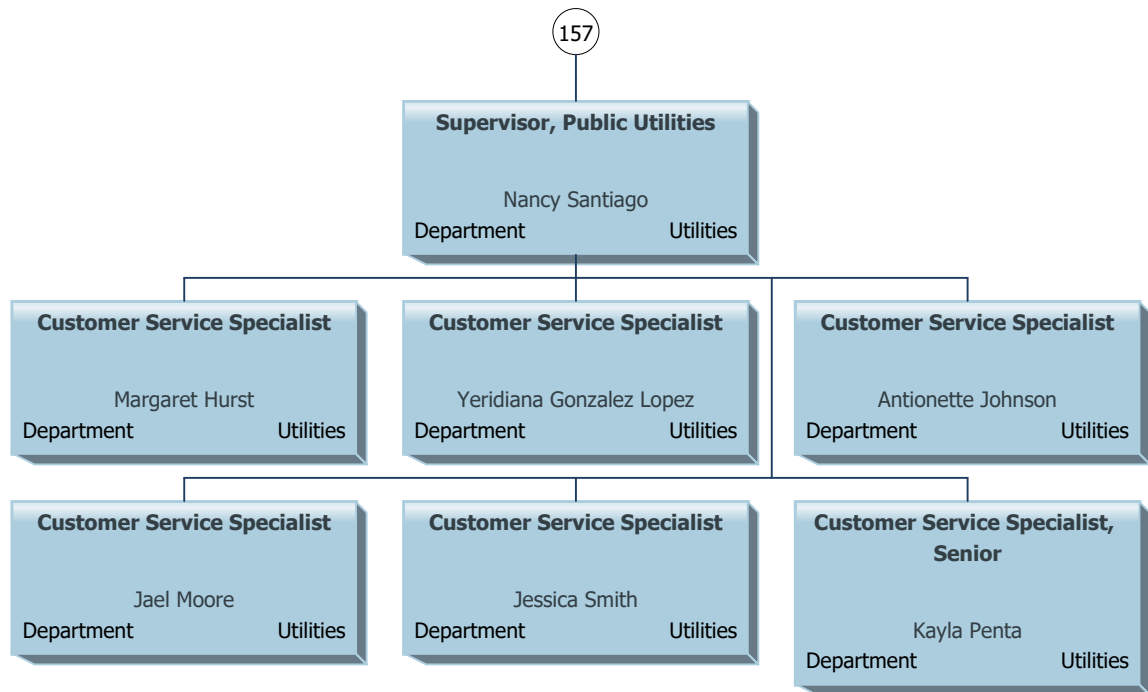 157
Supervisor, Public Utilities
Nancy Santiago
Department Utilities
Customer Service Specialist
Margaret Hurst
Department Utilities
Customer Service Specialist
Yeridiana Gonzalez Lopez
Department Utilities
Customer Service Specialist
Antionette Johnson
Department Utilities
Customer Service Specialist
Jael Moore
Department Utilities
Customer Service Specialist
Jessica Smith
Department Utilities
Customer Service Specialist,
Senior
Kayla Penta
Department Utilities